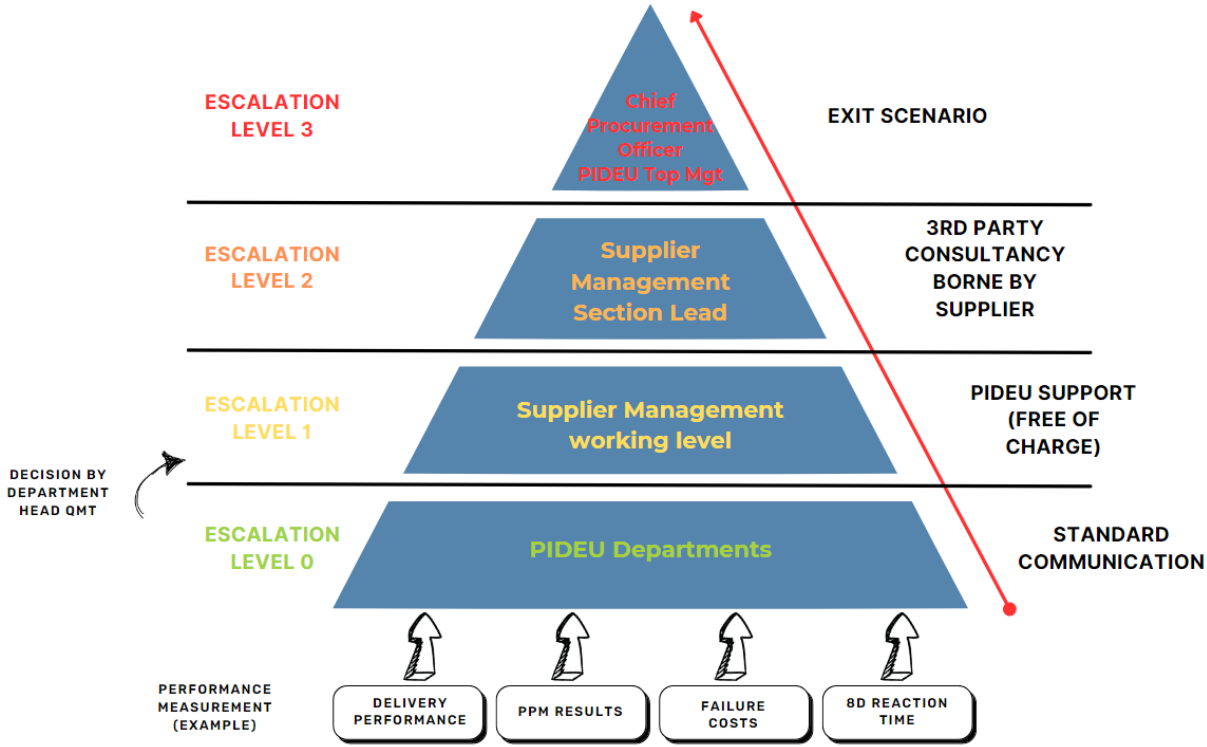 ESCALATION
LEVEL 3
Chief
Procurement
Officer
PIDEU Top Mgt
EXIT SCENARIO
ESCALATION
LEVEL 2
Supplier
Management
Section Lead
3RD PARTY
CONSULTANCY
BORNE BY
SUPPLIER
ESCALATION
LEVEL 1
Supplier Management
working level
PIDEU SUPPORT
(FREE OF
CHARGE)
DECISION BY
DEPARTMENT
HEAD QMT
ESCALATION
LEVEL 0
PIDEU Departments
STANDARD
COMMUNICATION
PERFORMANCE
MEASUREMENT
(EXAMPLE)
DELIVERY
PERFORMANCE
PPM RESULTS
FAILURE
COSTS
8D REACTION
TIME